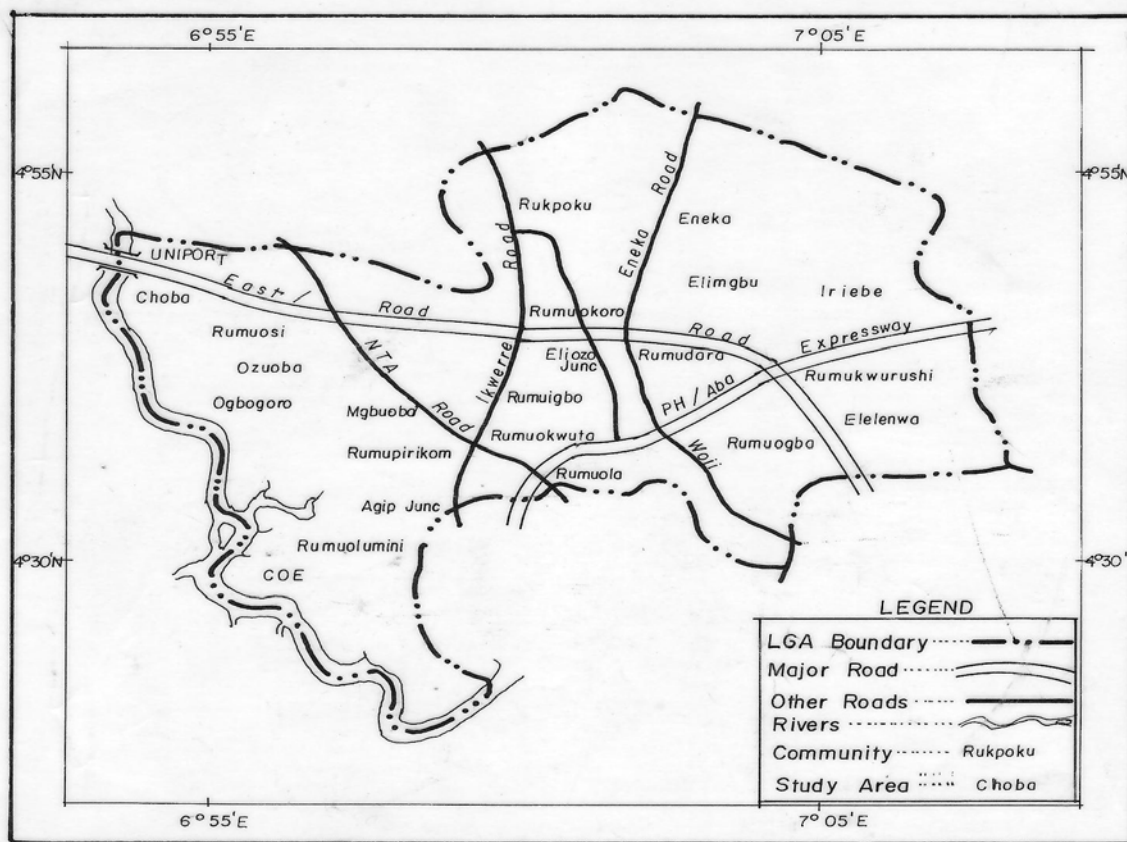 6°55'E
7°05'E
4°55'N
4°55'N
Rukpoku
Road
Eneka Road
Eneka
UNIPORT
East/
Road
Choba
Elimgbu
Iriebe
Rumuokoro
Road
Expressway
Rumuosi
NTA
Road
Ikwerre
Eliozo
Junc
Rumudara
Ozuoba
PH/Aba
Rumukwurushi
Ogbogoro
Mgbuoba
Rumuigbo
Elelenwa
Rumuokwuta
Woji
Rumuogba
Rumupirikom
Rumuola
Agip Junc
Rumuolumini
4°30'N
4°30'
COE
LEGEND
LGA Boundary
Major Road
Other Roads
Rivers
Community Rukpoku
Study Area Choba
6°55'E
7°05'E